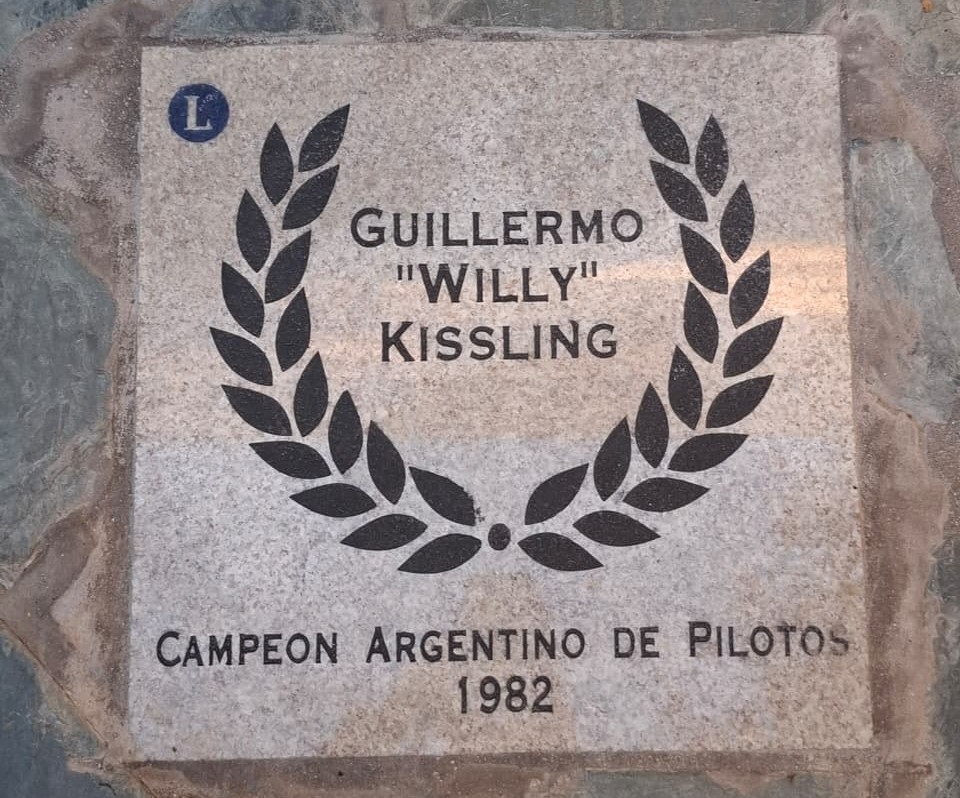 L
GUILLERMO
"WILLY"
KISSLING
CAMPEON ARGENTINO DE PILOTOS
1982